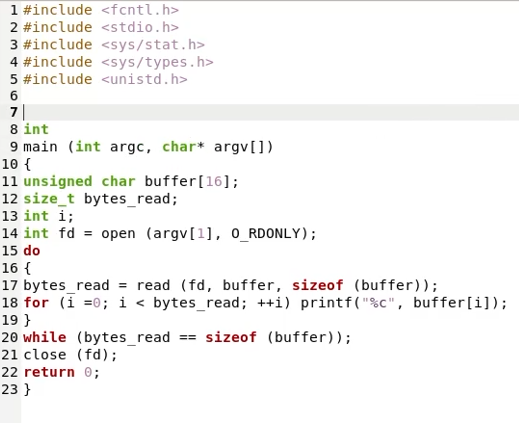 1 #include <fcntl.h>
2 #include <stdio.h>
3 #include <sys/stat.h>
4 #include <sys/types.h>
5 #include <unistd.h>
6
7
8 int
9 main (int argc, char* argv[])
10 {
11 unsigned char buffer[16];
12 size_t bytes_read;
13 int i;
14 int fd = open (argv[1], O_RDONLY);
15 do
16 {
17 bytes_read = read (fd, buffer, sizeof (buffer));
18 for (i =0; i < bytes_read; ++i) printf("%c", buffer[i]);
19 }
20 while (bytes_read == sizeof (buffer));
21 close (fd);
22 return 0;
23 }